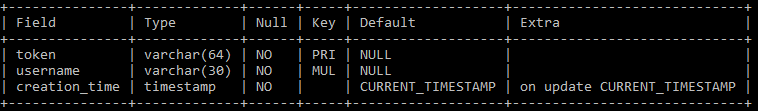 +---------------+-------------+------+-----+-------------------+-----------------------------+
| Field         | Type        | Null | Key | Default           | Extra                       |
+---------------+-------------+------+-----+-------------------+-----------------------------+
| token         | varchar(64) | NO   | PRI | NULL              |                             |
| username      | varchar(30) | NO   | MUL | NULL              |                             |
| creation_time | timestamp   | NO   |     | CURRENT_TIMESTAMP | on update CURRENT_TIMESTAMP |
+---------------+-------------+------+-----+-------------------+-----------------------------+